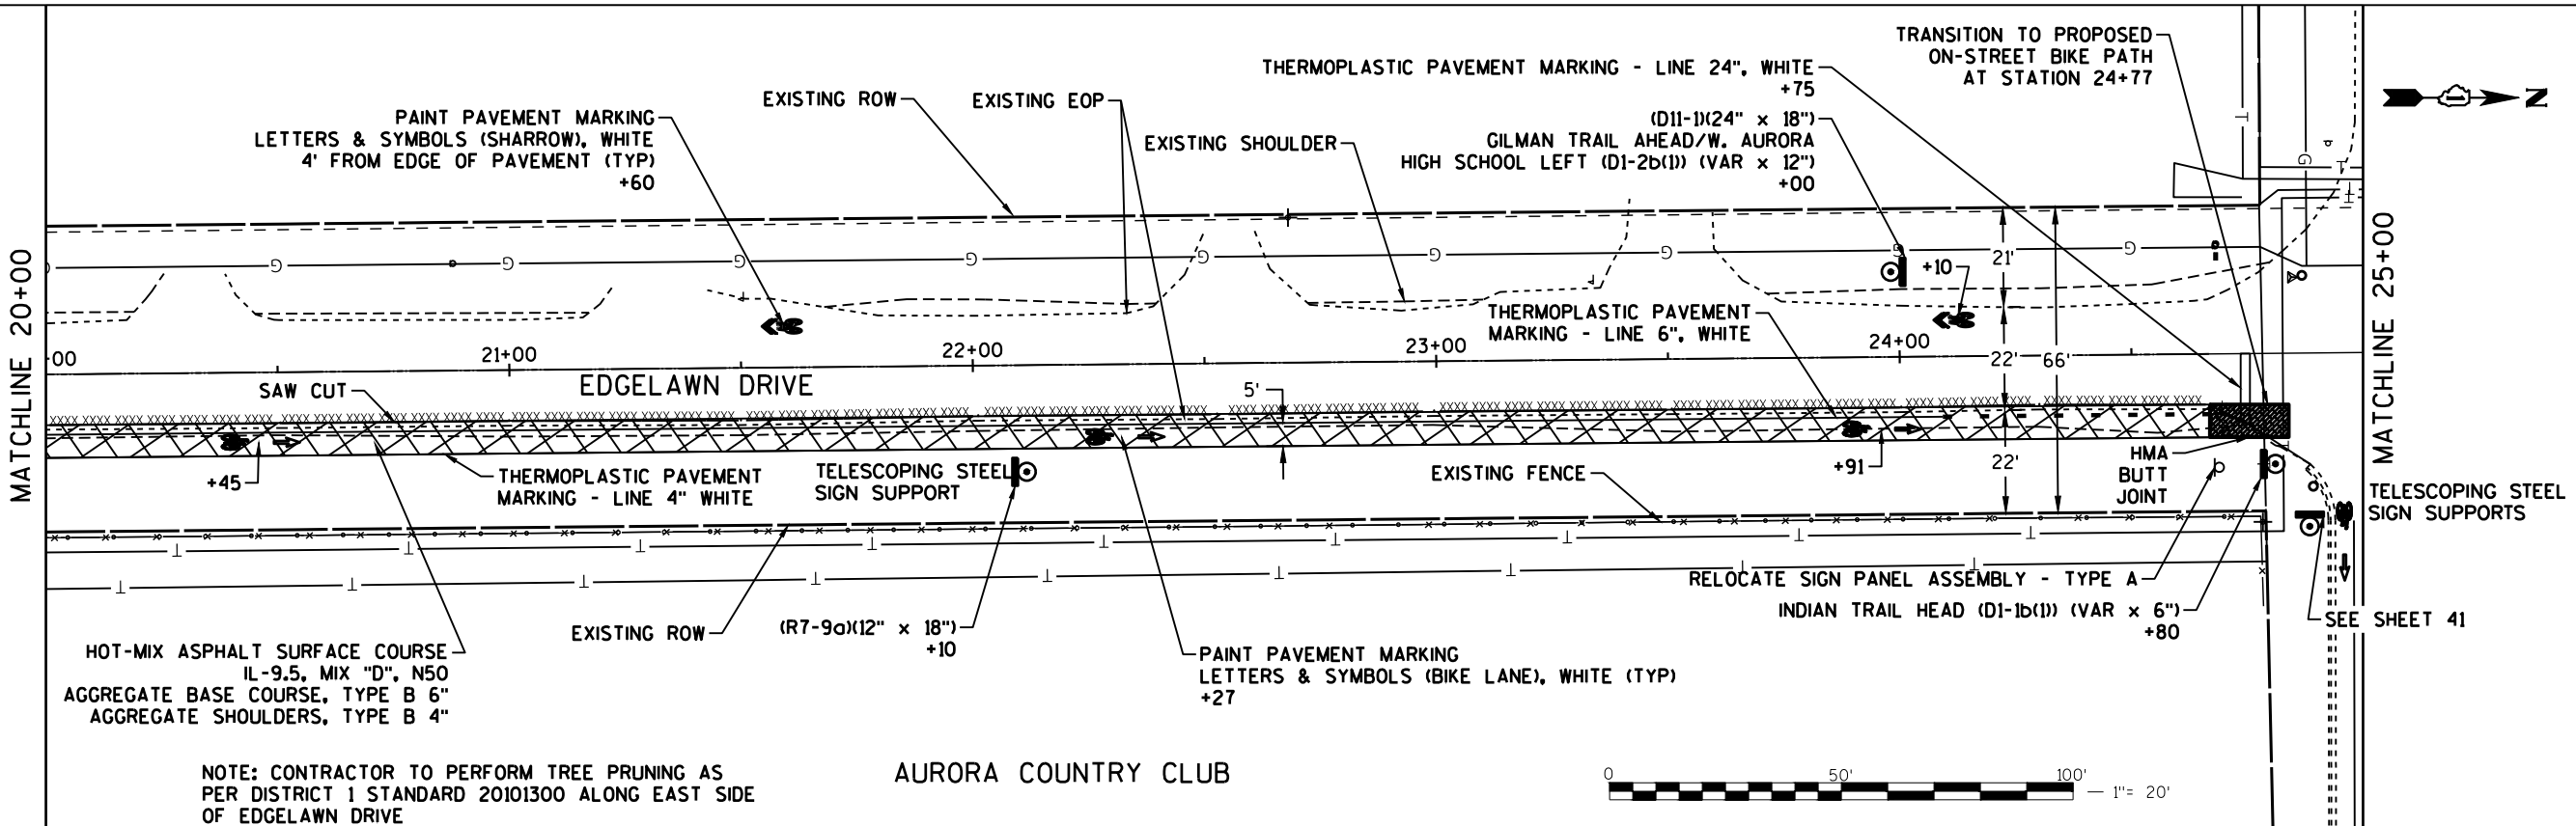 MATCHLINE 20+00
PAINT PAVEMENT MARKING
LETTERS & SYMBOLS (SHARROW), WHITE
4' FROM EDGE OF PAVEMENT (TYP)
+60
EXISTING ROW
EXISTING EOP
EXISTING SHOULDER
THERMOPLASTIC PAVEMENT MARKING - LINE 24", WHITE
+75
(D11-1)(24" x 18")
GILMAN TRAIL AHEAD/W. AURORA
HIGH SCHOOL LEFT (D1-2b(1)) (VAR x 12")
+00
TRANSITION TO PROPOSED
ON-STREET BIKE PATH
AT STATION 24+77
N
MATCHLINE 25+00
G G G G G G G G G
G
T
T
+10
21'
THERMOPLASTIC PAVEMENT
MARKING - LINE 6", WHITE
+00
21+00
22+00
23+00
24+00
22'
66'
SAW CUT
EDGELAWN DRIVE
5'
+45
THERMOPLASTIC PAVEMENT
MARKING - LINE 4" WHITE
TELESCOPING STEEL
SIGN SUPPORT
EXISTING FENCE
+91
22'
HMA
BUTT
JOINT
TELESCOPING STEEL
SIGN SUPPORTS
T T T T T T T T T
T T T T T T T T T
RELOCATE SIGN PANEL ASSEMBLY - TYPE A
INDIAN TRAIL HEAD (D1-1b(1)) (VAR x 6")
+80
SEE SHEET 41
EXISTING ROW
(R7-9a)(12" x 18")
+10
HOT-MIX ASPHALT SURFACE COURSE
IL-9.5, MIX "D", N50
AGGREGATE BASE COURSE, TYPE B 6"
AGGREGATE SHOULDERS, TYPE B 4"
PAINT PAVEMENT MARKING
LETTERS & SYMBOLS (BIKE LANE), WHITE (TYP)
+27
NOTE: CONTRACTOR TO PERFORM TREE PRUNING AS
PER DISTRICT 1 STANDARD 20101300 ALONG EAST SIDE
OF EDGELAWN DRIVE
AURORA COUNTRY CLUB
0 50' 100'
1"= 20'